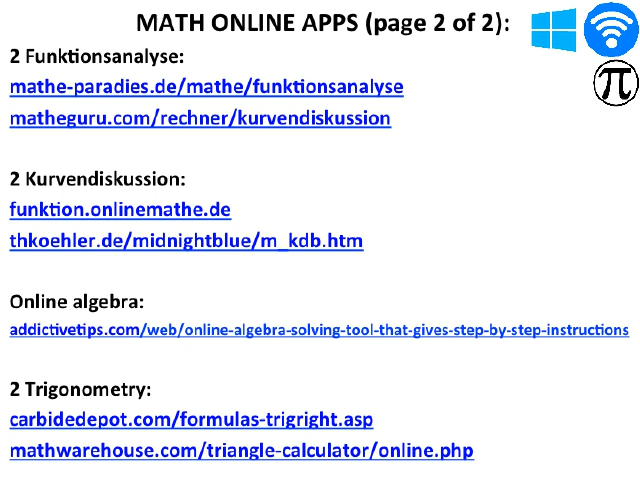 MATH ONLINE APPS (page 2 of 2):
2 Funktionsanalyse:
mathe-paradies.de/mathe/funktionsanalyse
matheguru.com/rechner/kurvendiskussion
2 Kurvendiskussion:
funktion.onlinemathe.de
thkoehler.de/midnightblue/m_kdb.htm
Online algebra:
addictivetips.com/web/online-algebra-solving-tool-that-gives-step-by-step-instructions
2 Trigonometry:
carbidedepot.com/formulas-trigright.asp
mathwarehouse.com/triangle-calculator/online.php
π